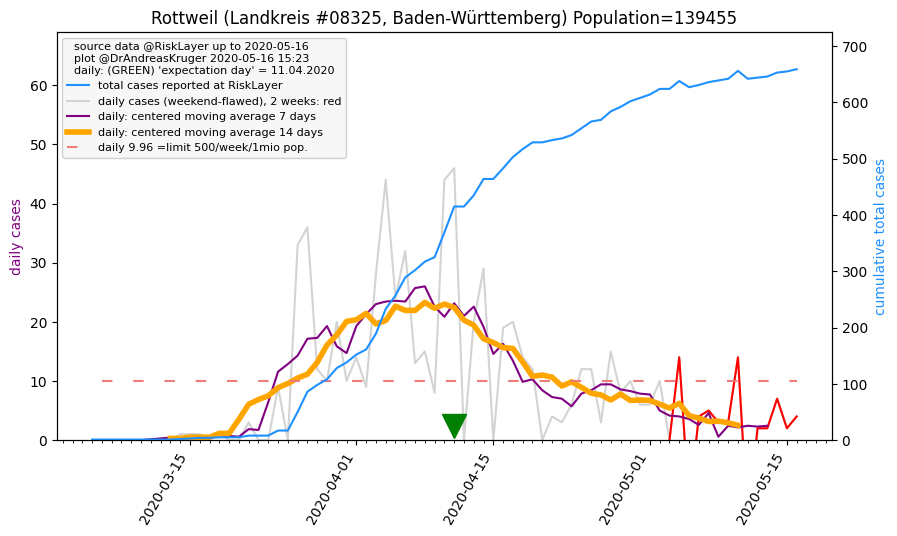 Rottweil (Landkreis #08325, Baden-Württemberg) Population=139455
source data @RiskLayer up to 2020-05-16
plot @DrAndreasKruger 2020-05-16 15:23
daily: (GREEN) 'expectation day' = 11.04.2020
total cases reported at RiskLayer
daily cases (weekend-flawed), 2 weeks: red
daily: centered moving average 7 days
daily: centered moving average 14 days
daily 9.96 =limit 500/week/1mio pop.
daily cases
60
50
40
30
20
10
0
700
600
500
400
300
200
100
0
cumulative total cases
2020-03-15
2020-04-01
2020-04-15
2020-05-01
2020-05-15